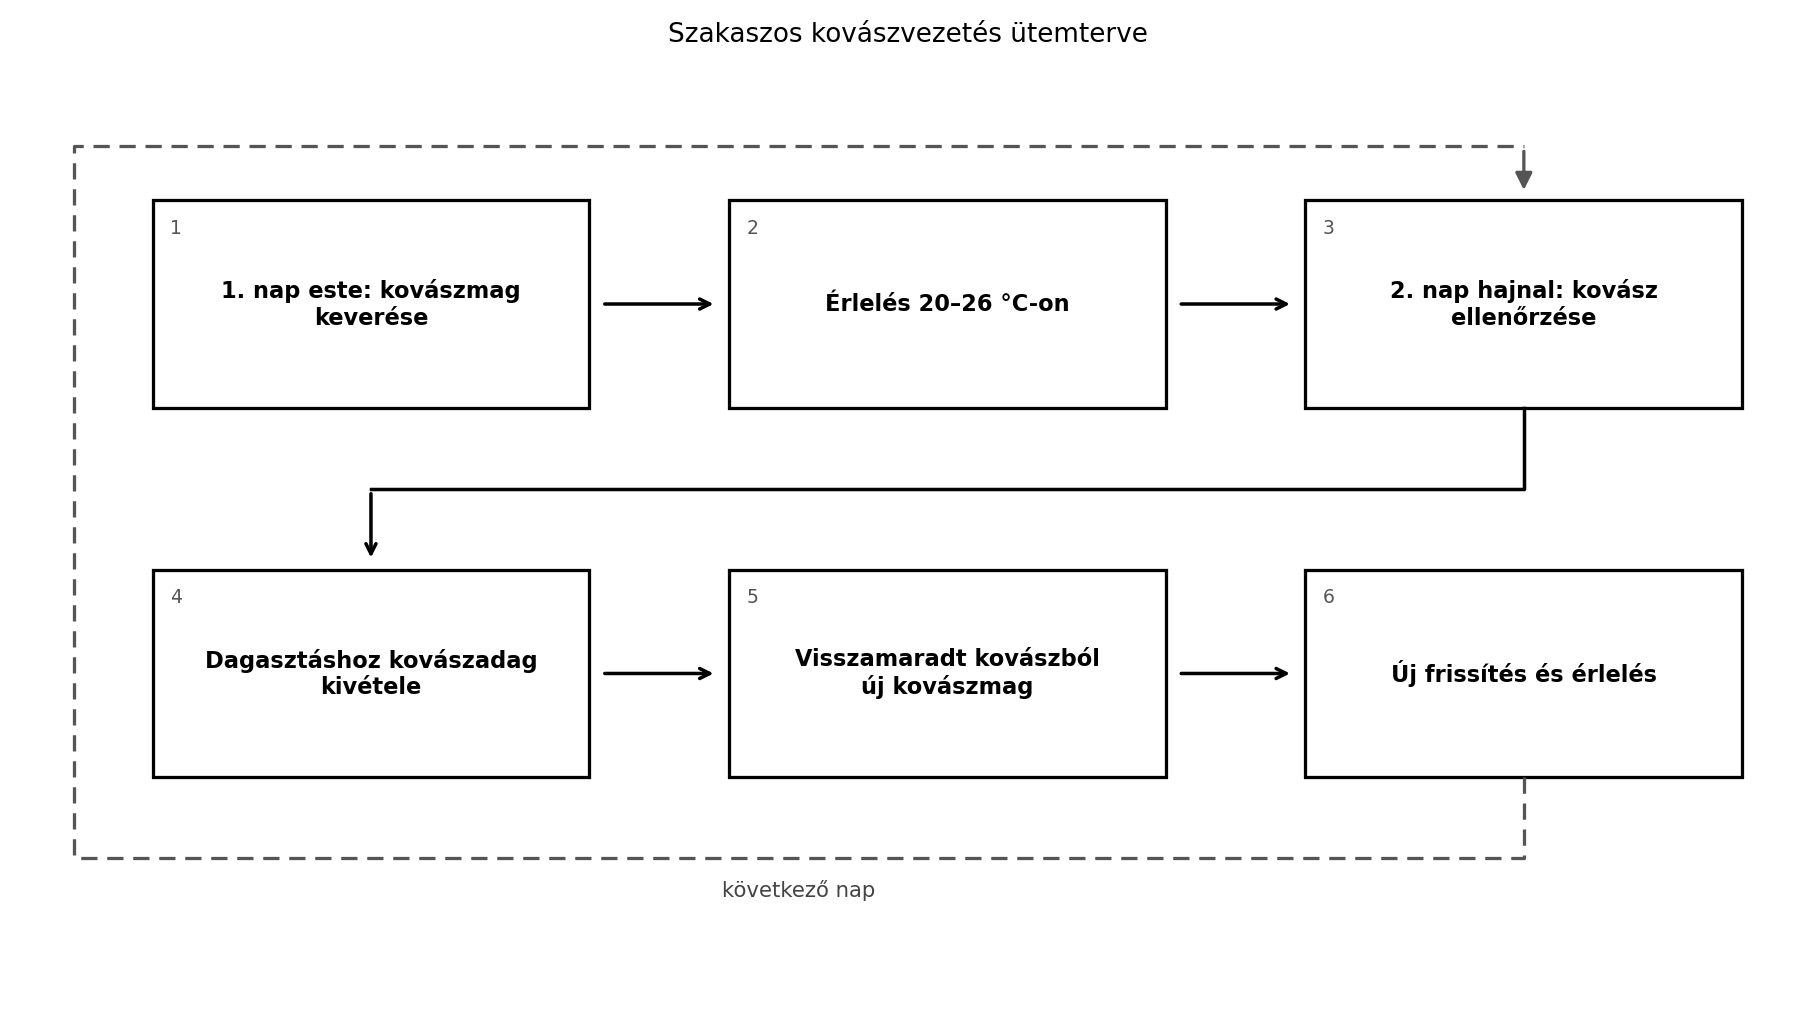 Szakaszos kovászvezetés ütemterve
1
1. nap este: kovászmag
keverése
2
Érlelés 20–26 °C-on
3
2. nap hajnal: kovász
ellenőrzése
4
Dagasztáshoz kovászadag
kivétele
5
Visszamaradt kovászból
új kovászmag
6
Új frissítés és érlelés
következő nap